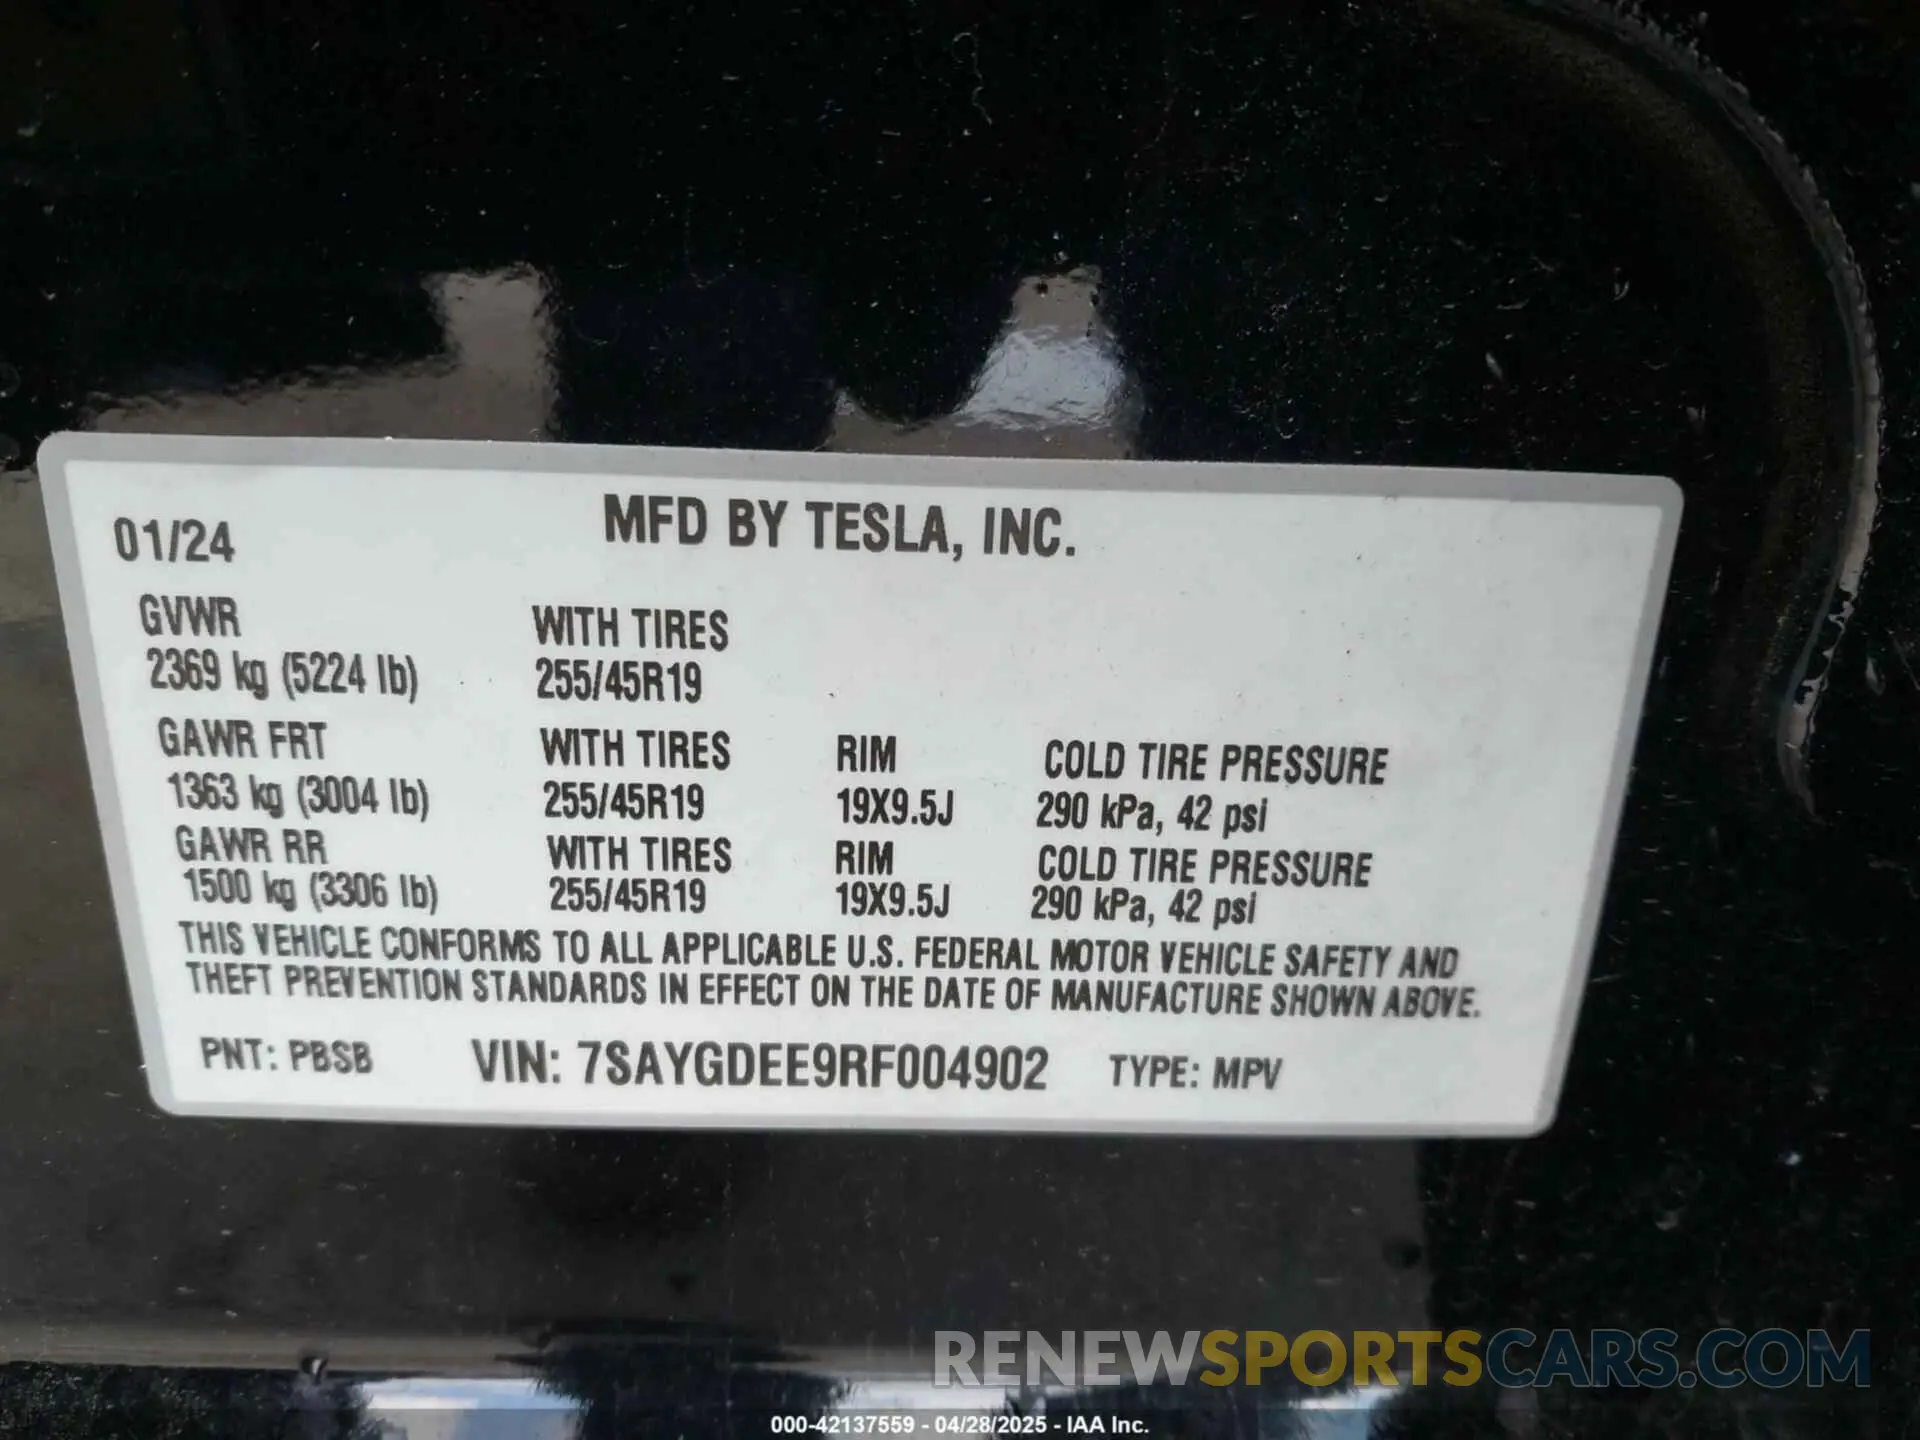 MFD BY TESLA, INC.
01/24
GVWR WITH TIRES
2369 kg (5224 lb) 255/45R19
GAWR FRT WITH TIRES RIM COLD TIRE PRESSURE
1363 kg (3004 lb) 255/45R19 19X9.5J 290 kPa, 42 psi
GAWR RR WITH TIRES RIM COLD TIRE PRESSURE
1500 kg (3306 lb) 255/45R19 19X9.5J 290 kPa, 42 psi
THIS VEHICLE CONFORMS TO ALL APPLICABLE U.S. FEDERAL MOTOR VEHICLE SAFETY AND
THEFT PREVENTION STANDARDS IN EFFECT ON THE DATE OF MANUFACTURE SHOWN ABOVE.
PNT: PBSB VIN: 7SAYGDEE9RF004902 TYPE: MPV
RENEWSPORTSCARS.COM
000-42137559 - 04/28/2025 - IAA Inc.